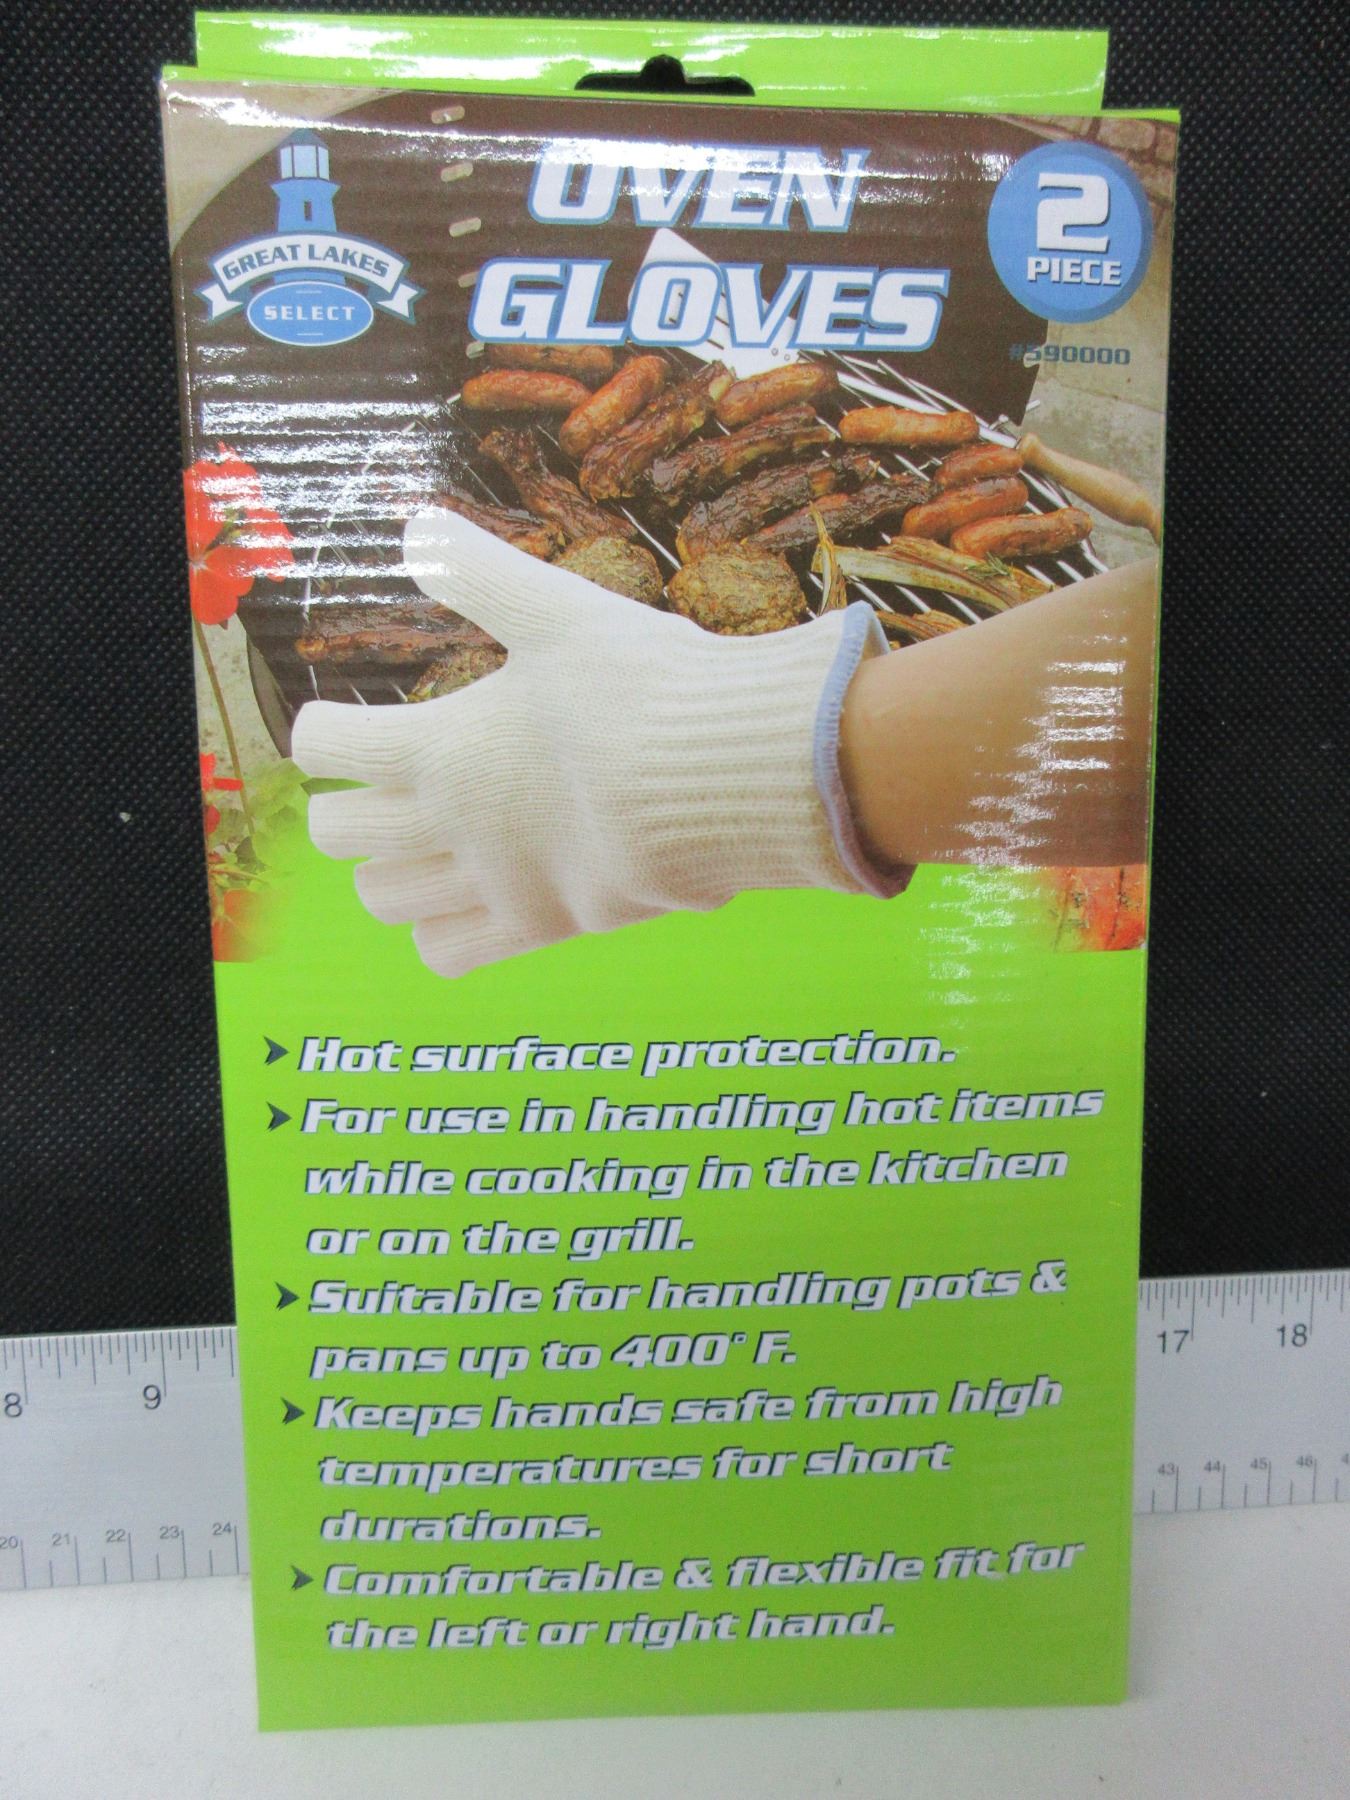 OVEN
GLOVES
2
PIECE
GREAT LAKES
SELECT
#590000
Hot surface protection.
For use in handling hot items
while cooking in the kitchen
or on the grill.
Suitable for handling pots &
pans up to 400° F.
Keeps hands safe from high
temperatures for short
durations.
Comfortable & flexible fit for
the left or right hand.
8 9 17 18
20 21 22 23 24 43 44 45 46